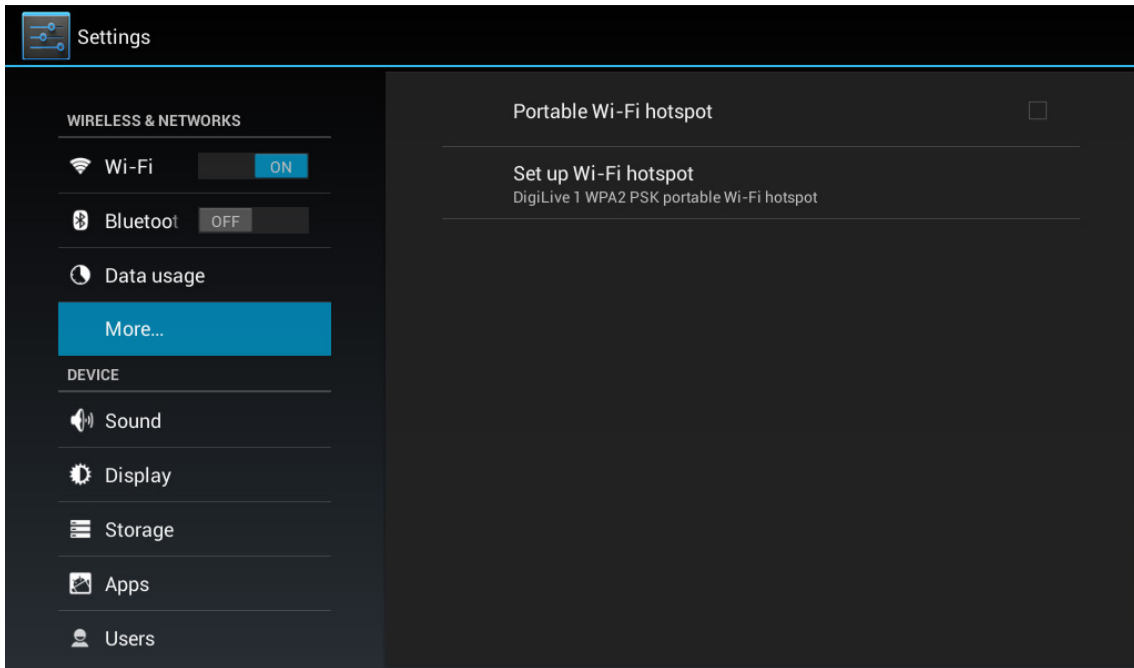 Settings
WIRELESS & NETWORKS
Wi-Fi ON
Bluetoot OFF
Data usage
More...
DEVICE
Sound
Display
Storage
Apps
Users
Portable Wi-Fi hotspot
Set up Wi-Fi hotspot
DigiLive 1 WPA2 PSK portable Wi-Fi hotspot